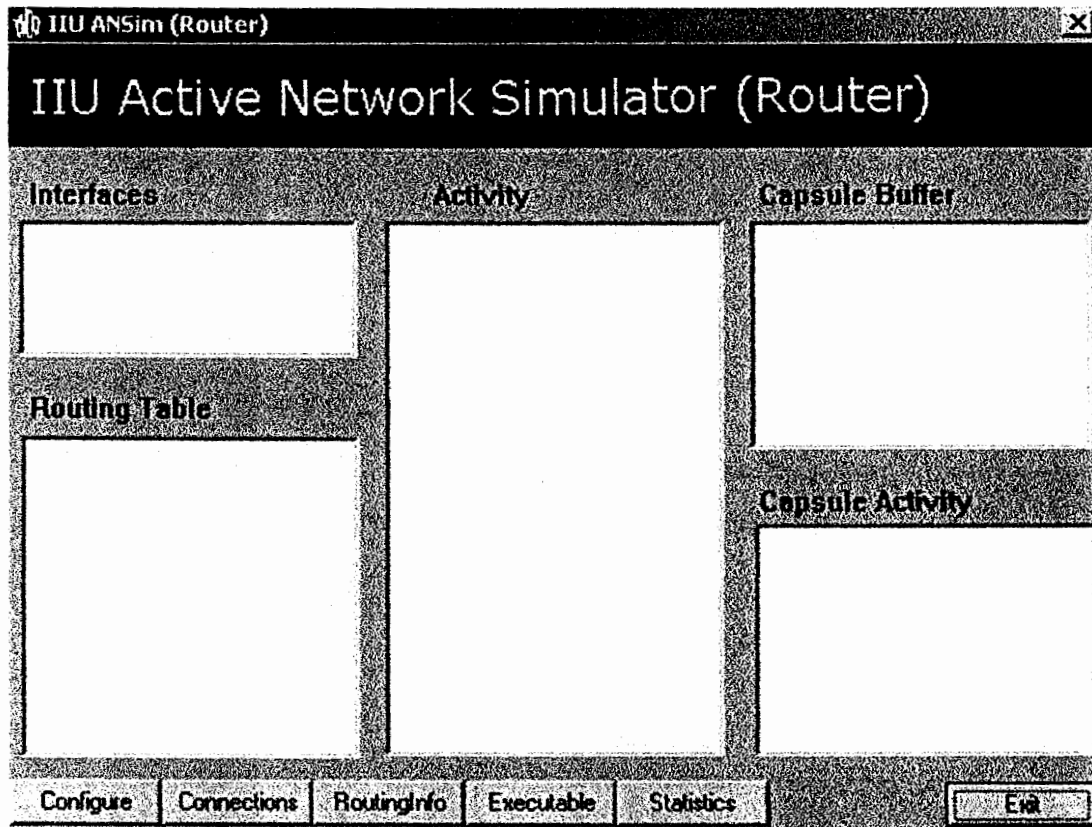 IIU ANSim (Router)
IIU Active Network Simulator (Router)
Interfaces
Activity
Capsule Buffer
Routing Table
Capsule Activity
Configure
Connections
RoutingInfo
Executable
Statistics
Exit